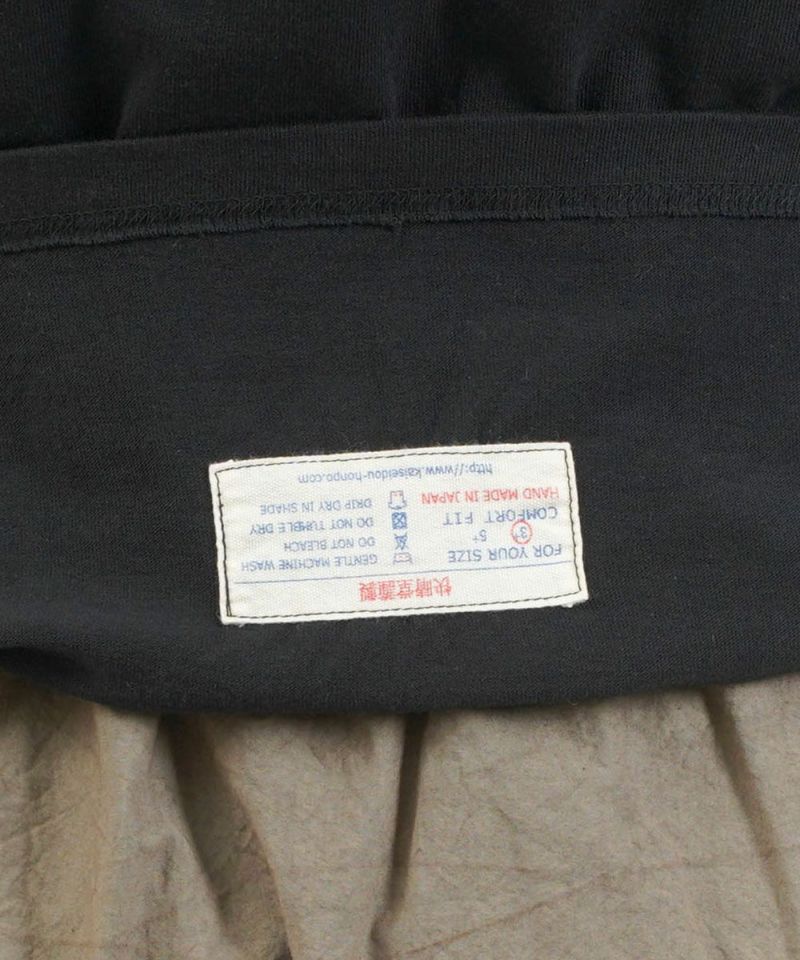 快晴堂謹製
FOR YOUR SIZE
3+ 5+
COMFORT FIT
HAND MADE IN JAPAN
GENTLE MACHINE WASH
DO NOT BLEACH
DO NOT TUMBLE DRY
DRIP DRY IN SHADE
http://www.kaiseidou-honpo.com